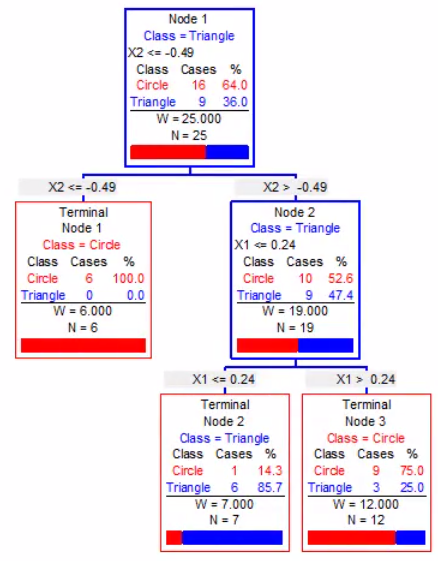 Node 1
Class = Triangle
X2 <= -0.49
Class Cases %
Circle 16 64.0
Triangle 9 36.0
W = 25.000
N = 25
X2 <= -0.49
X2 > -0.49
Terminal
Node 1
Class = Circle
Class Cases %
Circle 6 100.0
Triangle 0 0.0
W = 6.000
N = 6
Node 2
Class = Triangle
X1 <= 0.24
Class Cases %
Circle 10 52.6
Triangle 9 47.4
W = 19.000
N = 19
X1 <= 0.24
X1 > 0.24
Terminal
Node 2
Class = Triangle
Class Cases %
Circle 1 14.3
Triangle 6 85.7
W = 7.000
N = 7
Terminal
Node 3
Class = Circle
Class Cases %
Circle 9 75.0
Triangle 3 25.0
W = 12.000
N = 12